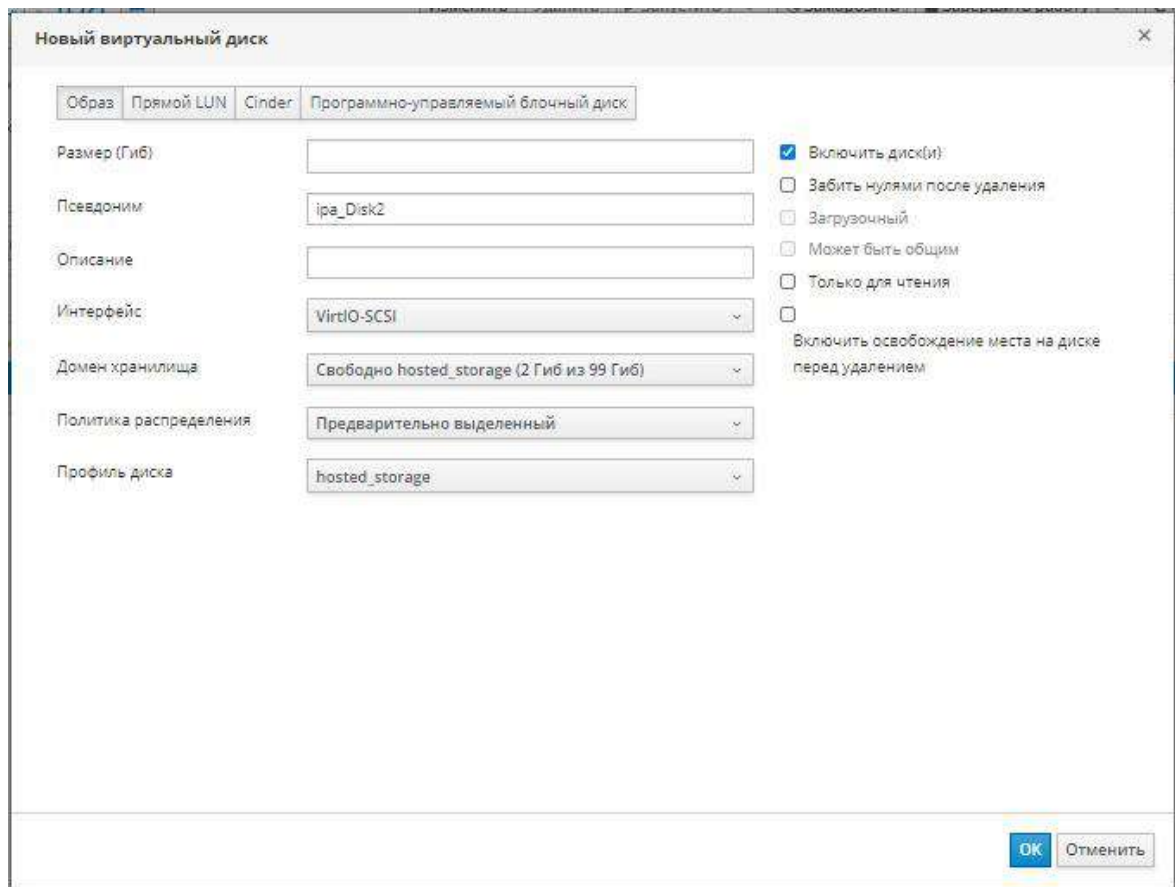 Новый виртуальный диск
Образ Прямой LUN Cinder Программно-управляемый блочный диск
Размер (Гиб)
Псевдоним ipa_Disk2
Описание
Интерфейс VirtIO-SCSI
Домен хранилища Свободно hosted_storage (2 Гиб из 99 Гиб)
Политика распределения Предварительно выделенный
Профиль диска hosted_storage
Включить диск(и)
Забить нулями после удаления
Загрузочный
Может быть общим
Только для чтения
Включить освобождение места на диске
перед удалением
OK Отменить